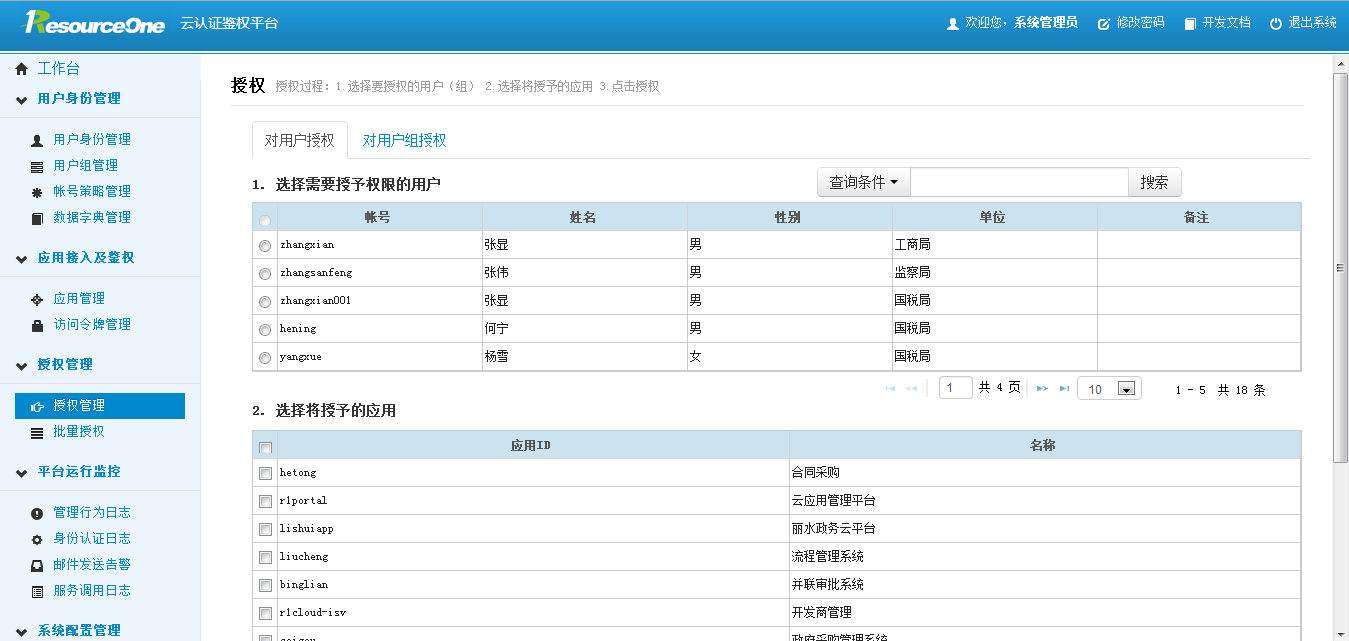 ResourceOne 云认证鉴权平台 欢迎您，系统管理员 修改密码 开发文档 退出系统
工作台
用户身份管理
用户身份管理
用户组管理
帐号策略管理
数据字典管理
应用接入及鉴权
应用管理
访问令牌管理
授权管理
授权管理
批量授权
平台运行监控
管理行为日志
身份认证日志
邮件发送告警
服务调用日志
系统配置管理
授权 授权过程：1.选择要授权的用户（组） 2.选择将授予的应用 3.点击授权
对用户授权 对用户组授权
1. 选择需要授予权限的用户 查询条件 搜索
帐号 姓名 性别 单位 备注
zhangxian 张显 男 工商局
zhangsanfeng 张伟 男 监察局
zhangxian001 张显 男 国税局
hening 何宁 男 国税局
yangxue 杨雪 女 国税局
1 共 4 页 10 1 - 5 共 18 条
2. 选择将授予的应用
应用ID 名称
hetong 合同采购
r1portal 云应用管理平台
lishuiapp 丽水政务云平台
liucheng 流程管理系统
binglian 并联审批系统
r1cloud-isv 开发商管理
政府采购管理系统